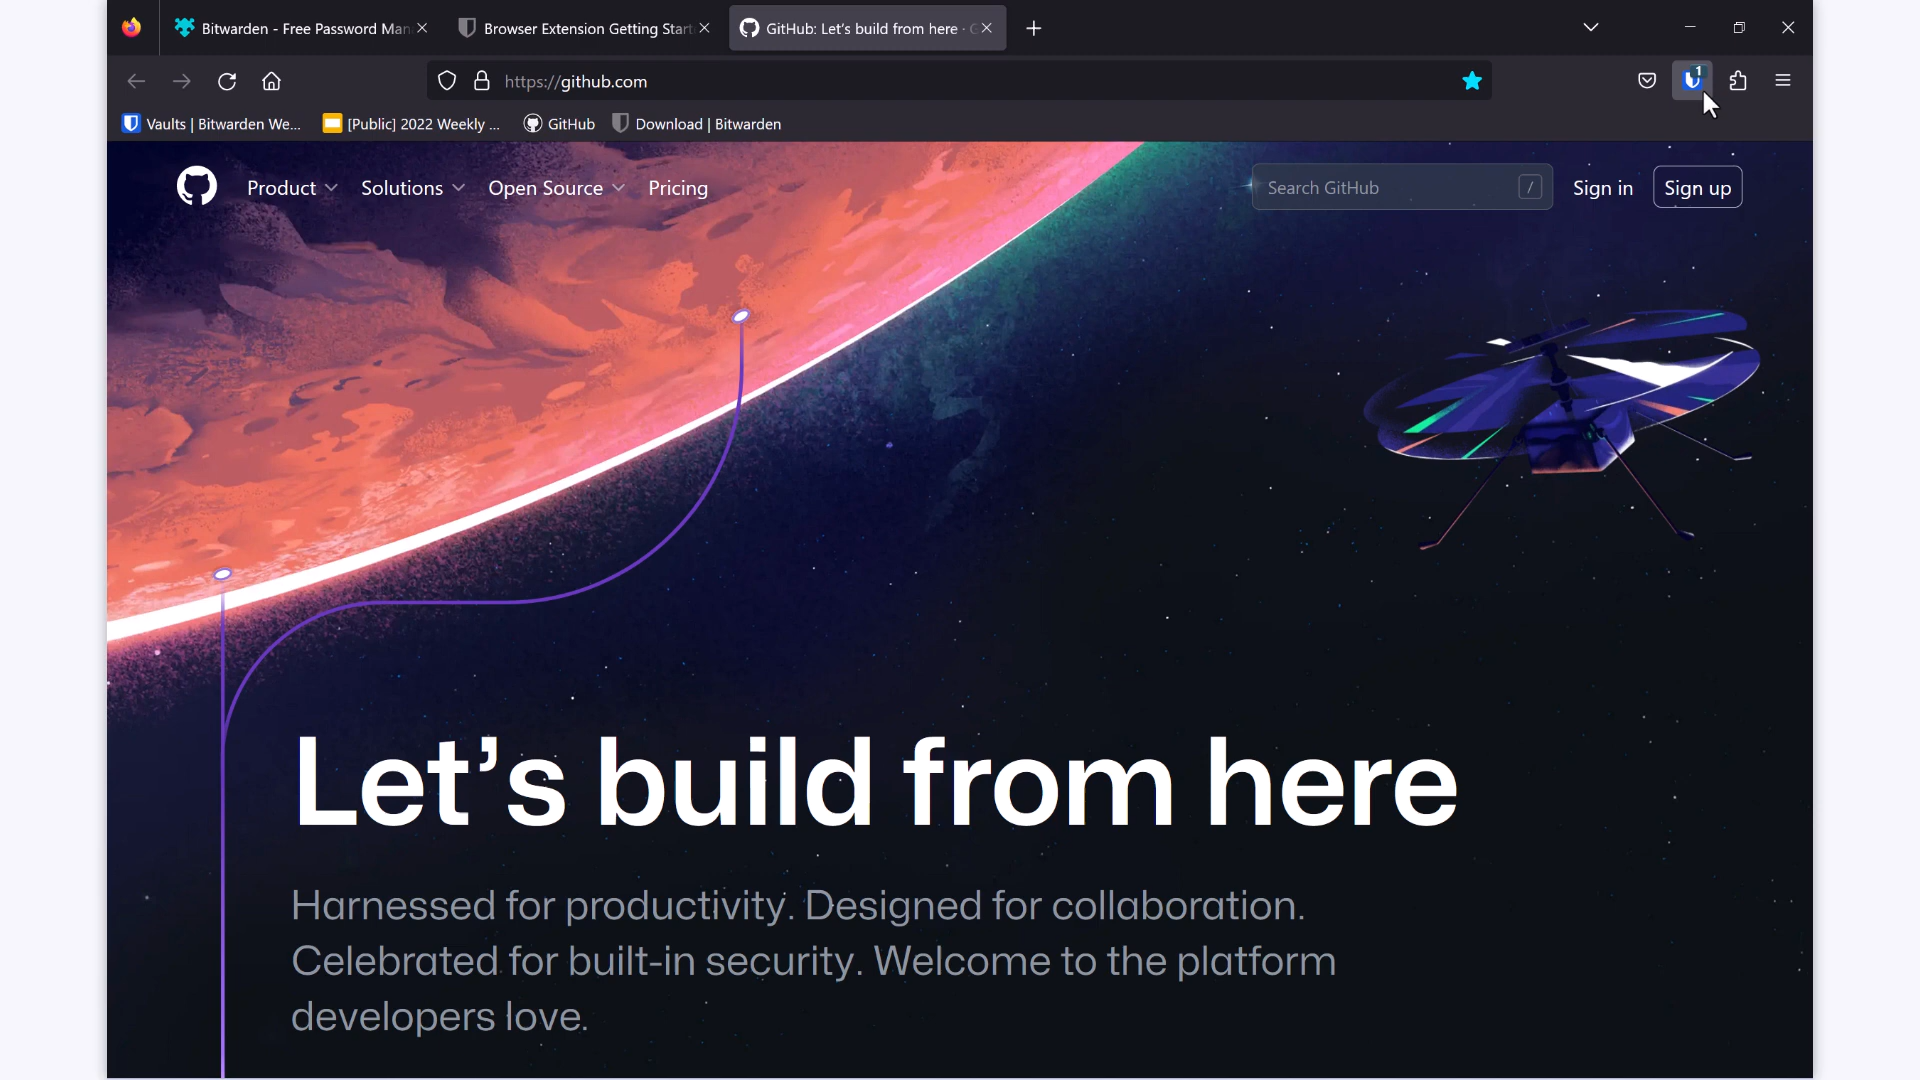 Bitwarden - Free Password Man
Browser Extension Getting Start
GitHub: Let's build from here · G
https://github.com
1
Vaults | Bitwarden We...
[Public] 2022 Weekly ...
GitHub
Download | Bitwarden
Product
Solutions
Open Source
Pricing
Search GitHub
/
Sign in
Sign up
Let’s build from here
Harnessed for productivity. Designed for collaboration.
Celebrated for built-in security. Welcome to the platform
developers love.